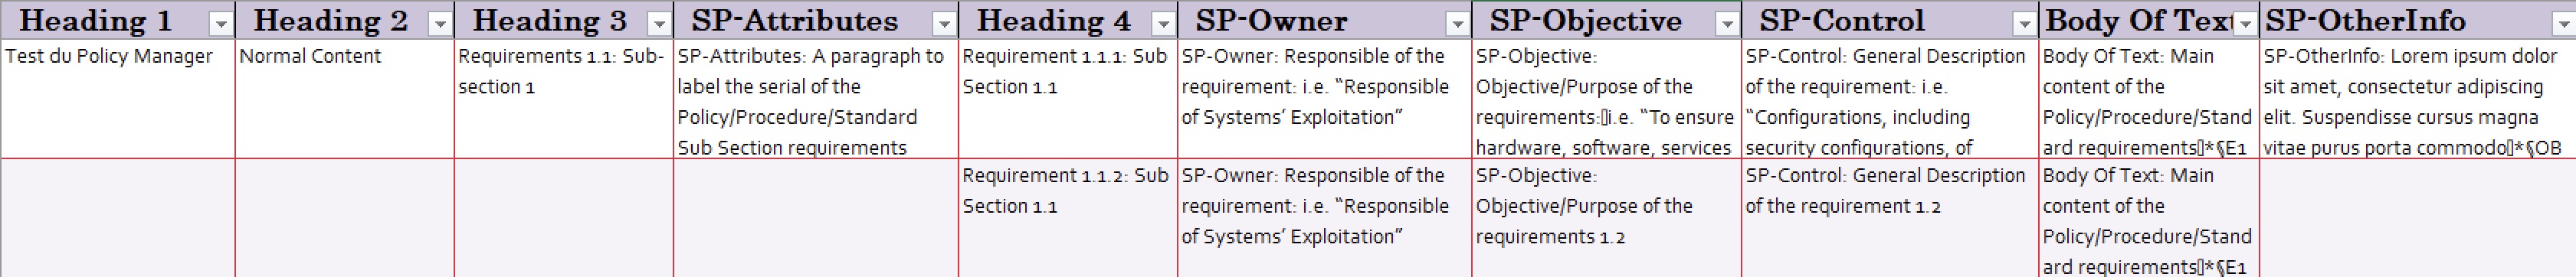 Heading 1
Heading 2
Heading 3
SP-Attributes
Heading 4
SP-Owner
SP-Objective
SP-Control
Body Of Text
SP-OtherInfo
Test du Policy Manager
Normal Content
Requirements 1.1: Sub-
section 1
SP-Attributes: A paragraph to
label the serial of the
Policy/Procedure/Standard
Sub Section requirements
Requirement 1.1.1: Sub
Section 1.1
SP-Owner: Responsible of the
requirement: i.e. “Responsible
of Systems’ Exploitation”
SP-Objective:
Objective/Purpose of the
requirements:▯i.e. “To ensure
hardware, software, services
SP-Control: General Description
of the requirement: i.e.
“Configurations, including
security configurations, of
Body Of Text: Main
content of the
Policy/Procedure/Stand
ard requirements▯*§E1
SP-OtherInfo: Lorem ipsum dolor
sit amet, consectetur adipiscing
elit. Suspendisse cursus magna
vitae purus porta commodo▯*§OB
Requirement 1.1.2: Sub
Section 1.1
SP-Owner: Responsible of the
requirement: i.e. “Responsible
of Systems’ Exploitation”
SP-Objective:
Objective/Purpose of the
requirements 1.2
SP-Control: General Description
of the requirement 1.2
Body Of Text: Main
content of the
Policy/Procedure/Stand
ard requirements▯*§E1